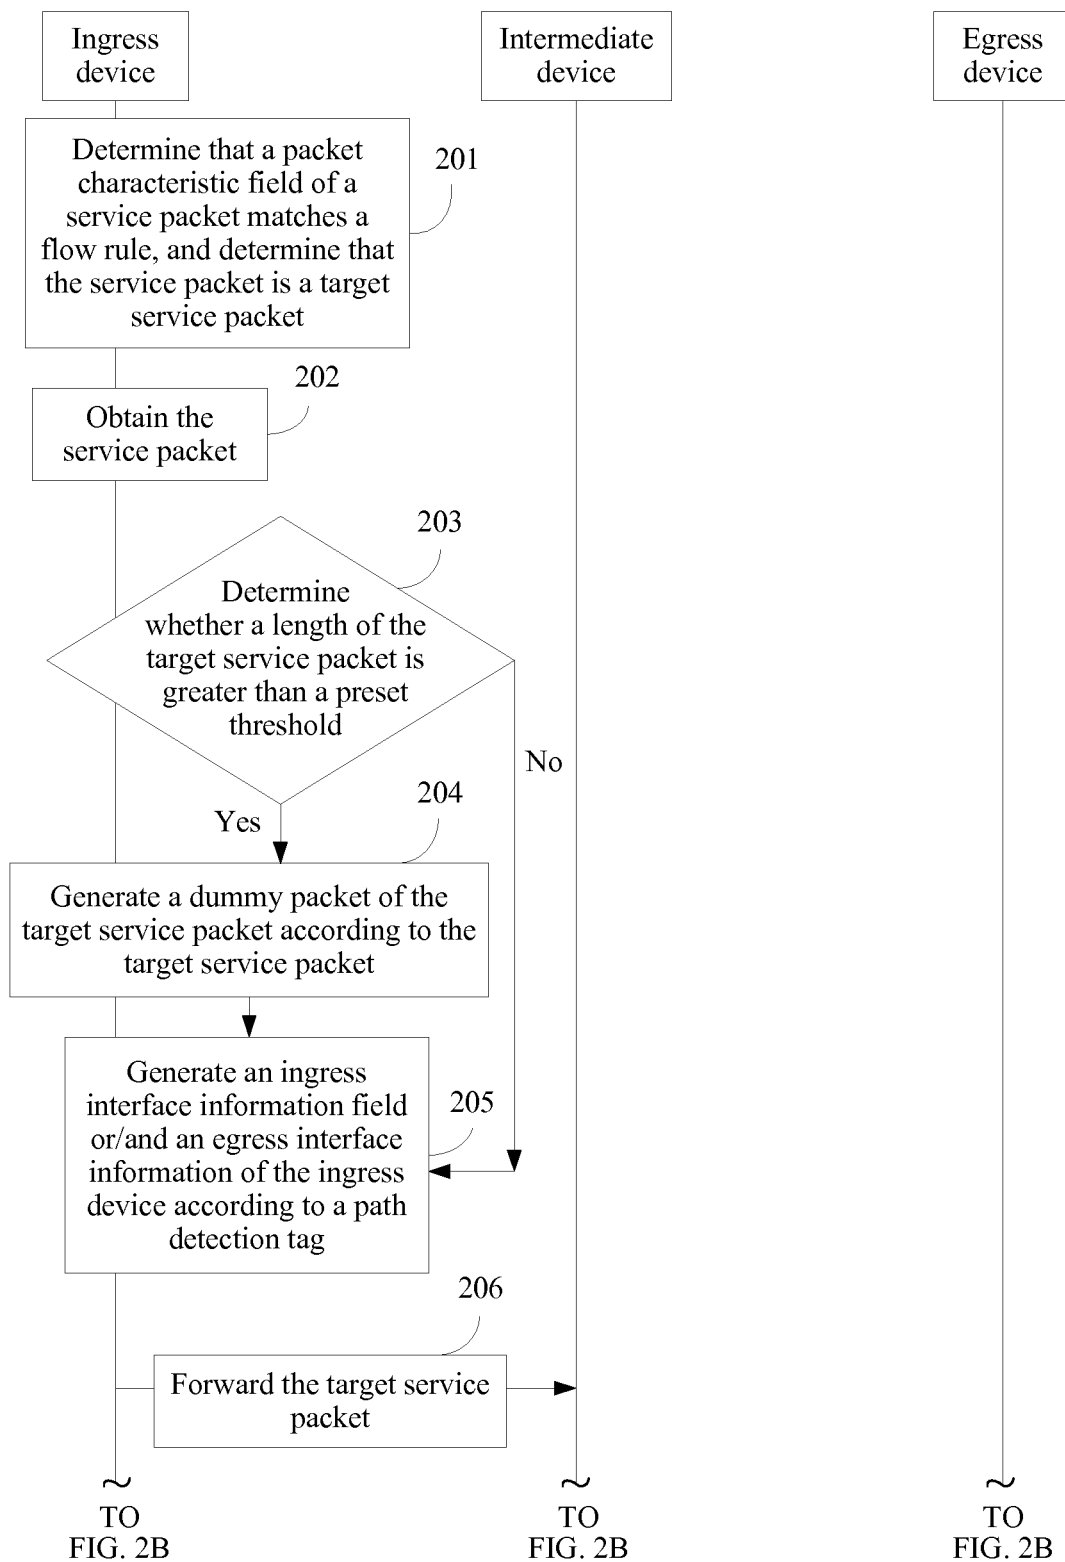 Ingress
device
Intermediate
device
Egress
device
Determine that a packet
characteristic field of a
service packet matches a
flow rule, and determine that
the service packet is a target
service packet
201
202
Obtain the
service packet
203
Determine
whether a length of the
target service packet is
greater than a preset
threshold
No
Yes
204
Generate a dummy packet of the
target service packet according to the
target service packet
Generate an ingress
interface information field
or/and an egress interface
information of the ingress
device according to a path
detection tag
205
206
Forward the target service
packet
TO
FIG. 2B
TO
FIG. 2B
TO
FIG. 2B